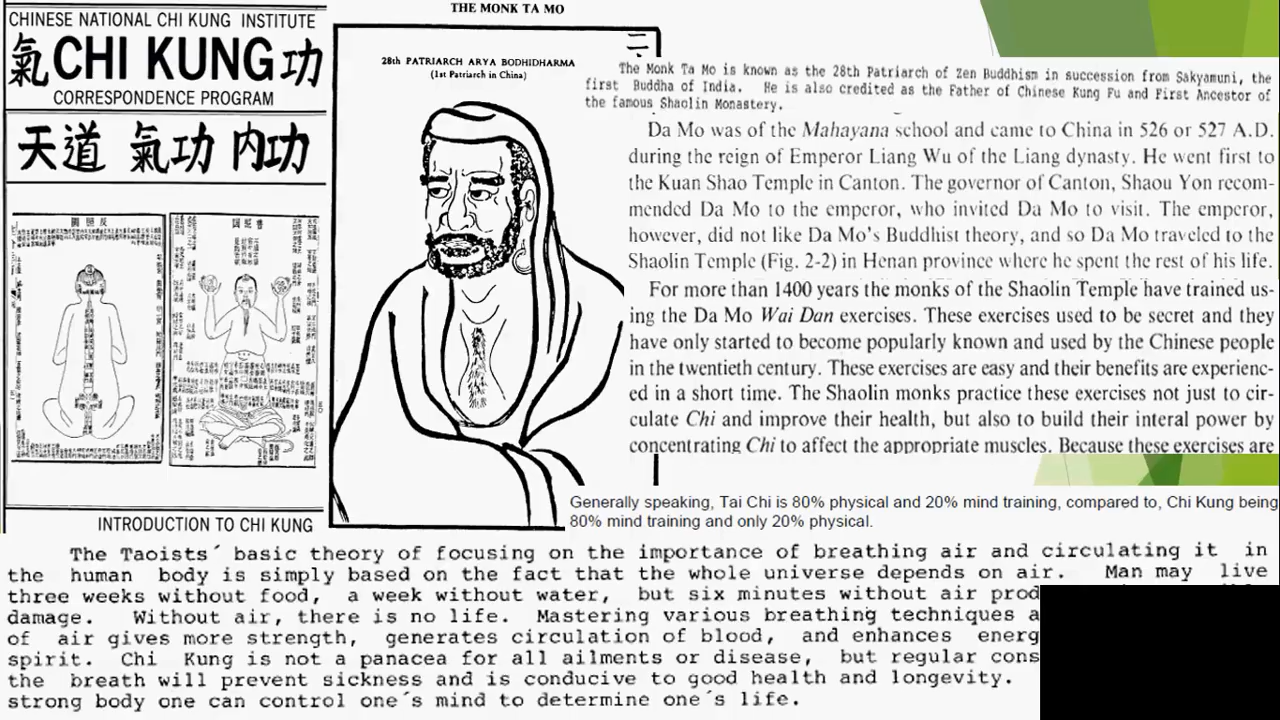 CHINESE NATIONAL CHI KUNG INSTITUTE
氣 CHI KUNG 功
CORRESPONDENCE PROGRAM
天道 氣功 内功
INTRODUCTION TO CHI KUNG
THE MONK TA MO
28th PATRIARCH ARYA BODHIDHARMA
(1st Patriarch in China)
The Monk Ta Mo is known as the 28th Patriarch of Zen Buddhism in succession from Sakyamuni, the
first Buddha of India. He is also credited as the Father of Chinese Kung Fu and First Ancestor of
the famous Shaolin Monastery.
Da Mo was of the Mahayana school and came to China in 526 or 527 A.D.
during the reign of Emperor Liang Wu of the Liang dynasty. He went first to
the Kuan Shao Temple in Canton. The governor of Canton, Shaou Yon recom-
mended Da Mo to the emperor, who invited Da Mo to visit. The emperor,
however, did not like Da Mo's Buddhist theory, and so Da Mo traveled to the
Shaolin Temple (Fig. 2-2) in Henan province where he spent the rest of his life.
For more than 1400 years the monks of the Shaolin Temple have trained us-
ing the Da Mo Wai Dan exercises. These exercises used to be secret and they
have only started to become popularly known and used by the Chinese people
in the twentieth century. These exercises are easy and their benefits are experienc-
ed in a short time. The Shaolin monks practice these exercises not just to cir-
culate Chi and improve their health, but also to build their interal power by
concentrating Chi to affect the appropriate muscles. Because these exercises are
Generally speaking, Tai Chi is 80% physical and 20% mind training, compared to, Chi Kung being
80% mind training and only 20% physical.
The Taoists´ basic theory of focusing on the importance of breathing air and circulating it in
the human body is simply based on the fact that the whole universe depends on air. Man may live
three weeks without food, a week without water, but six minutes without air prod
damage. Without air, there is no life. Mastering various breathing techniques a
of air gives more strength, generates circulation of blood, and enhances energ
spirit. Chi Kung is not a panacea for all ailments or disease, but regular cons
the breath will prevent sickness and is conducive to good health and longevity.
strong body one can control one´s mind to determine one´s life.